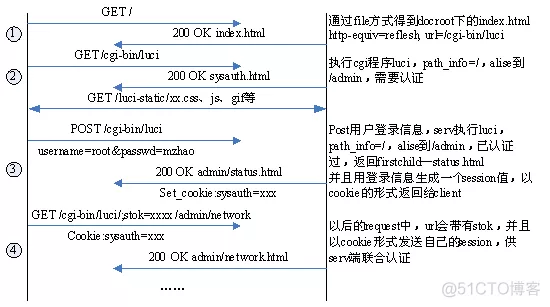 GET /
通过file方式得到docroot下的index.html
①
200 OK index.html
http-equiv=reflesh, url=/cgi-bin/luci
GET/cgi-bin/luci
执行cgi程序luci，path_info=/，alise到
②
200 OK sysauth.html
/admin，需要认证
GET /luci-static/xx.css、js、gif等
POST /cgi-bin/luci
Post用户登录信息，serv执行luci，
username=root&passwd=mzhao
path_info=/，alise到/admin，已认证
③
200 OK admin/status.html
过，返回firstchild—status.html
Set_cookie:sysauth=xxx
并且用登录信息生成一个session值，以
cookie的形式返回给client
GET /cgi-bin/luci/;stok=xxxx /admin/network
以后的request中，url会带有stok，并且
Cookie:sysauth=xxx
以cookie形式发送自己的session，供
④
200 OK admin/network.html
serv端联合认证
……
@51CTO博客